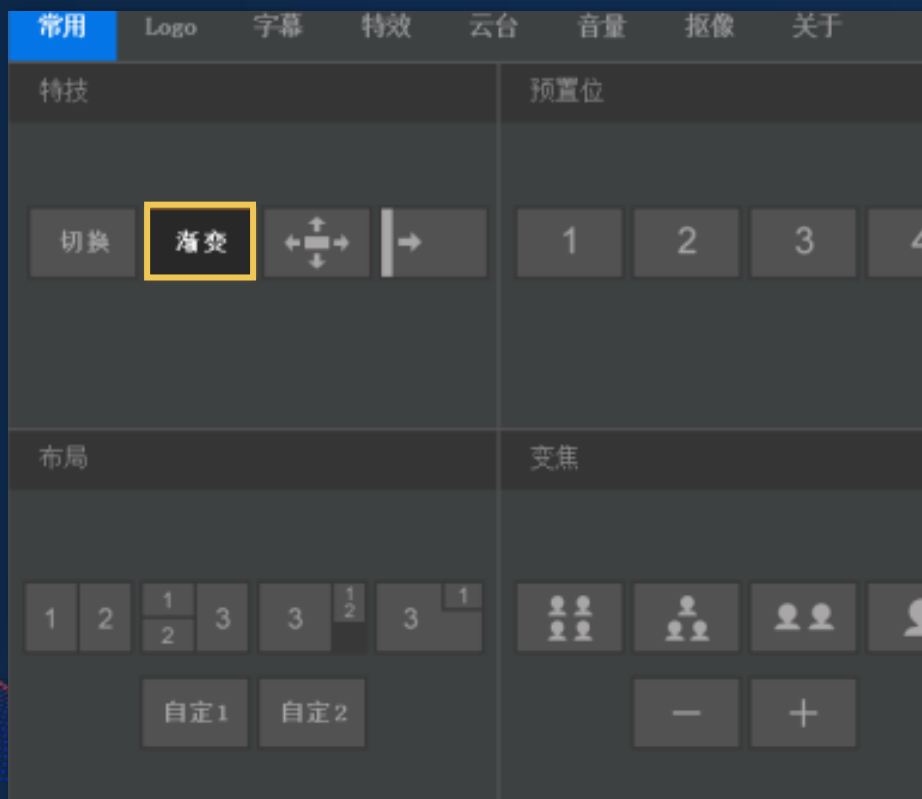 常用 Logo 字幕 特效 云台 音量 抠像 关于
特技 预置位
切换 渐变 1 2 3 4
布局 变焦
1 2 1 2 3 3 1 2 3 1
自定1 自定2 − +